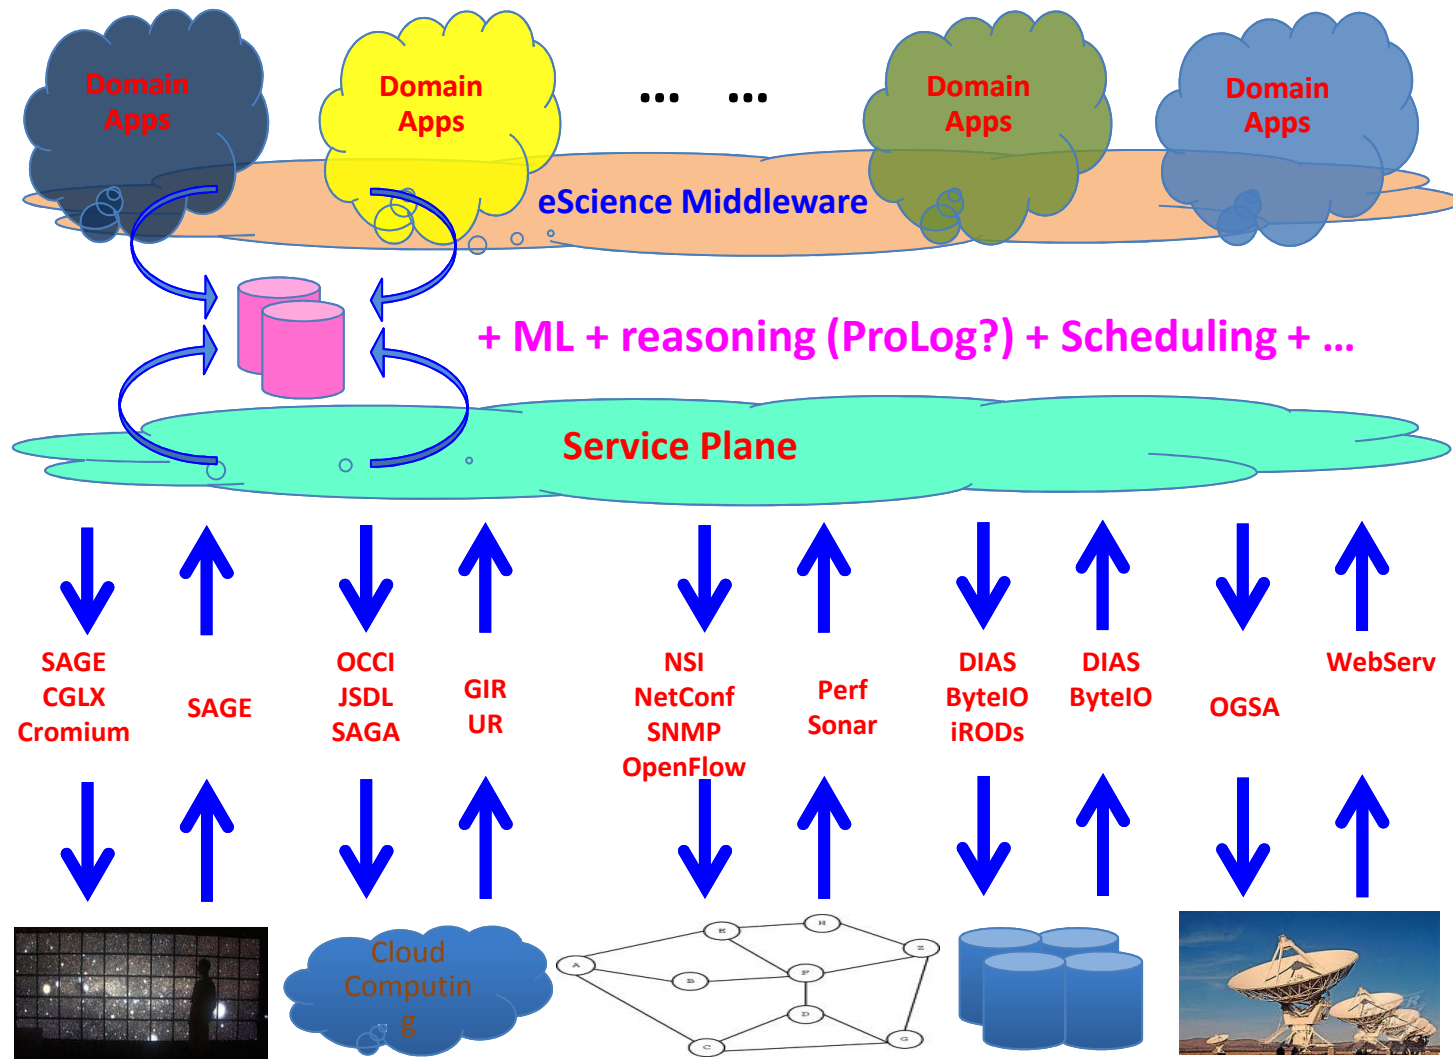 Domain
Apps
Domain
Apps
... ...
Domain
Apps
Domain
Apps
eScience Middleware
+ ML + reasoning (ProLog?) + Scheduling + ...
Service Plane
SAGE
CGLX
Cromium
SAGE
OCCI
JSDL
SAGA
GIR
UR
NSI
NetConf
SNMP
OpenFlow
Perf
Sonar
DIAS
ByteIO
iRODs
DIAS
ByteIO
OGSA
WebServ
Cloud
Computin
g
A
E
H
Z
B
F
D
C
G